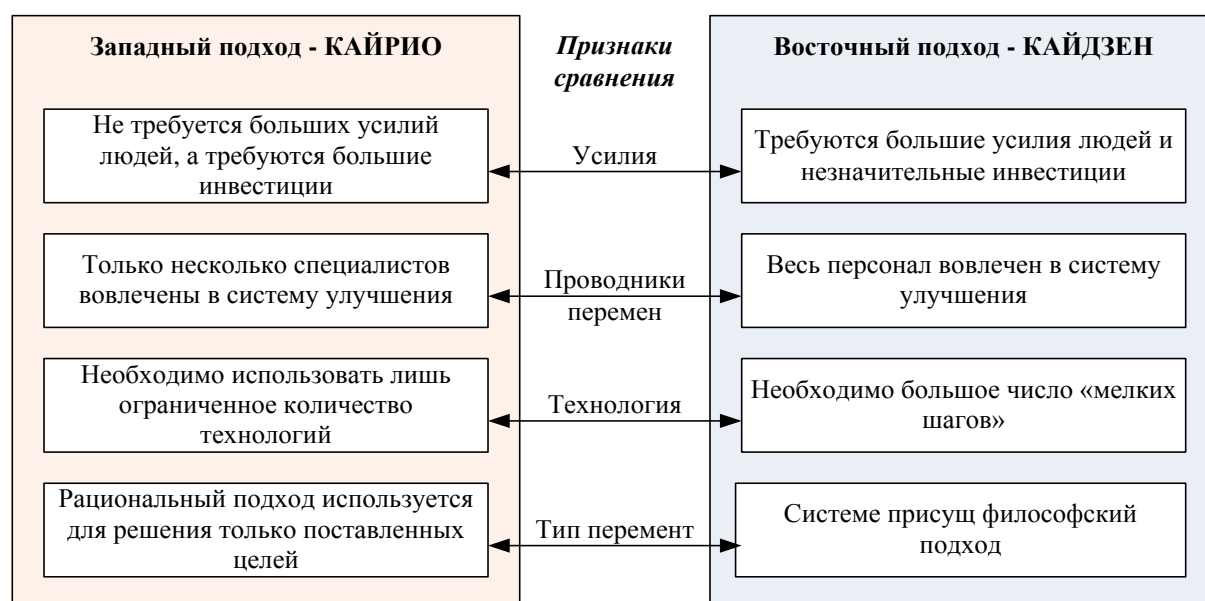 Западный подход - КАЙРИО
Признаки
сравнения
Восточный подход - КАЙДЗЕН
Не требуется больших усилий
людей, а требуются большие
инвестиции
Усилия
Требуются большие усилия людей и
незначительные инвестиции
Только несколько специалистов
вовлечены в систему улучшения
Проводники
перемен
Весь персонал вовлечен в систему
улучшения
Необходимо использовать лишь
ограниченное количество
технологий
Технология
Необходимо большое число «мелких
шагов»
Рациональный подход используется
для решения только поставленных
целей
Тип перемент
Системе присущ философский
подход